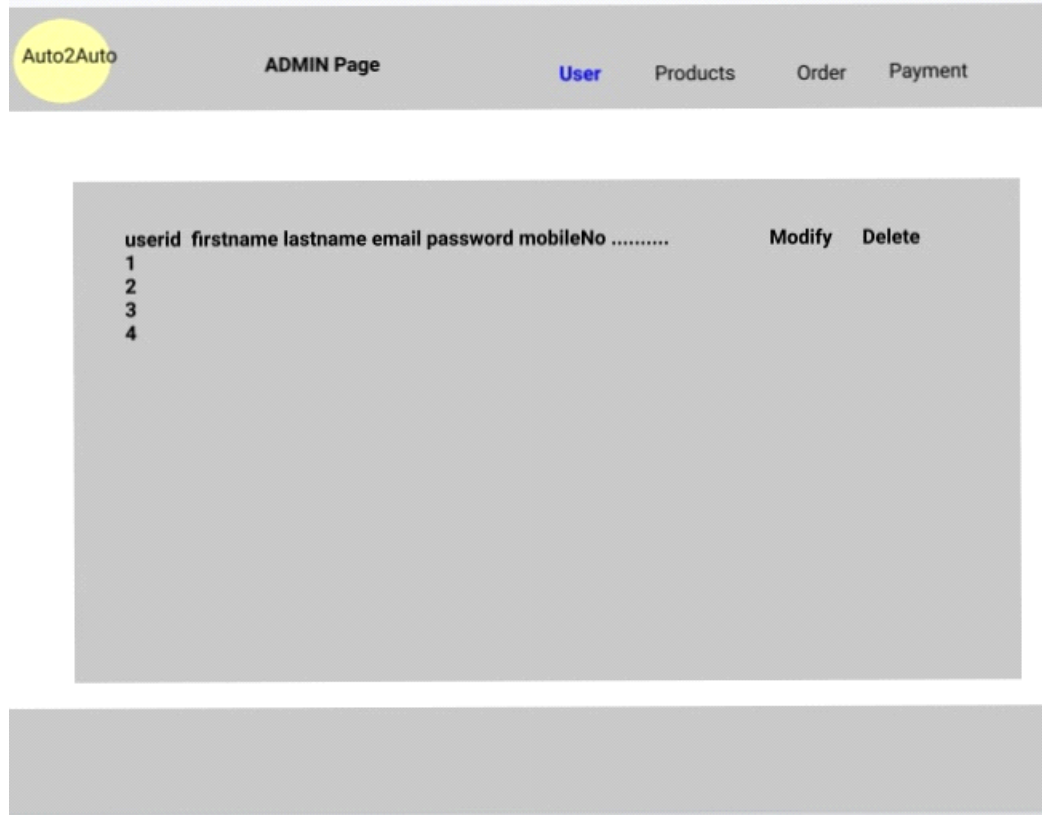 Auto2Auto
ADMIN Page
User Products Order Payment
userid firstname lastname email password mobileNo .......... Modify Delete
1
2
3
4